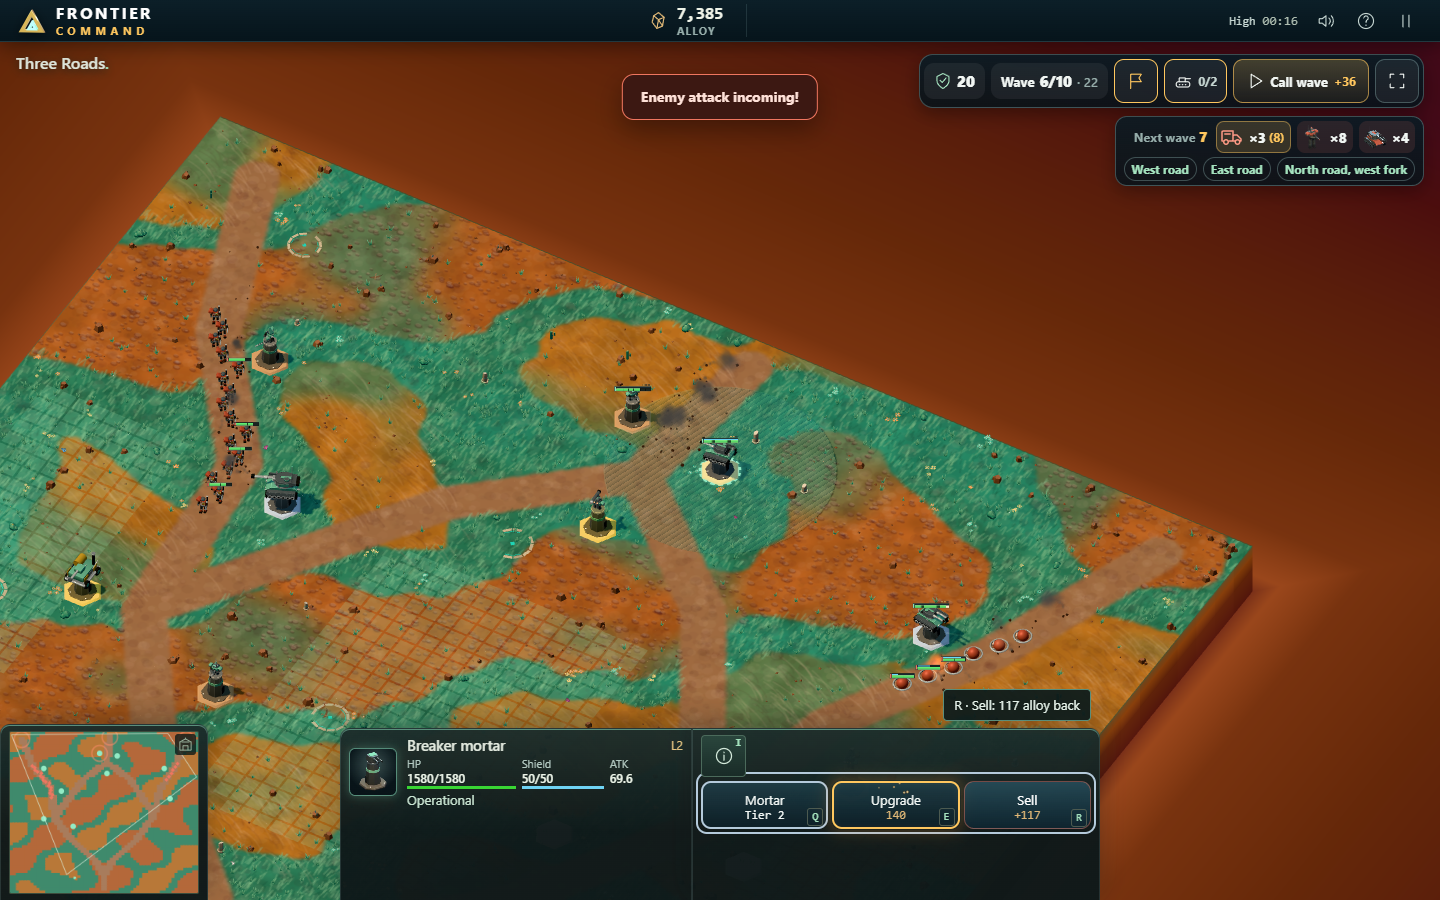 FRONTIER
COMMAND
7,385
ALLOY
High 00:16
Three Roads.
Enemy attack incoming!
20
Wave 6/10 · 22
0/2
Call wave +36
Next wave 7
×3 (8)
×8
×4
West road
East road
North road, west fork
R · Sell: 117 alloy back
Breaker mortar
L2
HP
Shield
ATK
1580/1580
50/50
69.6
Operational
I
Mortar
Tier 2
Q
Upgrade
140
E
Sell
+117
R